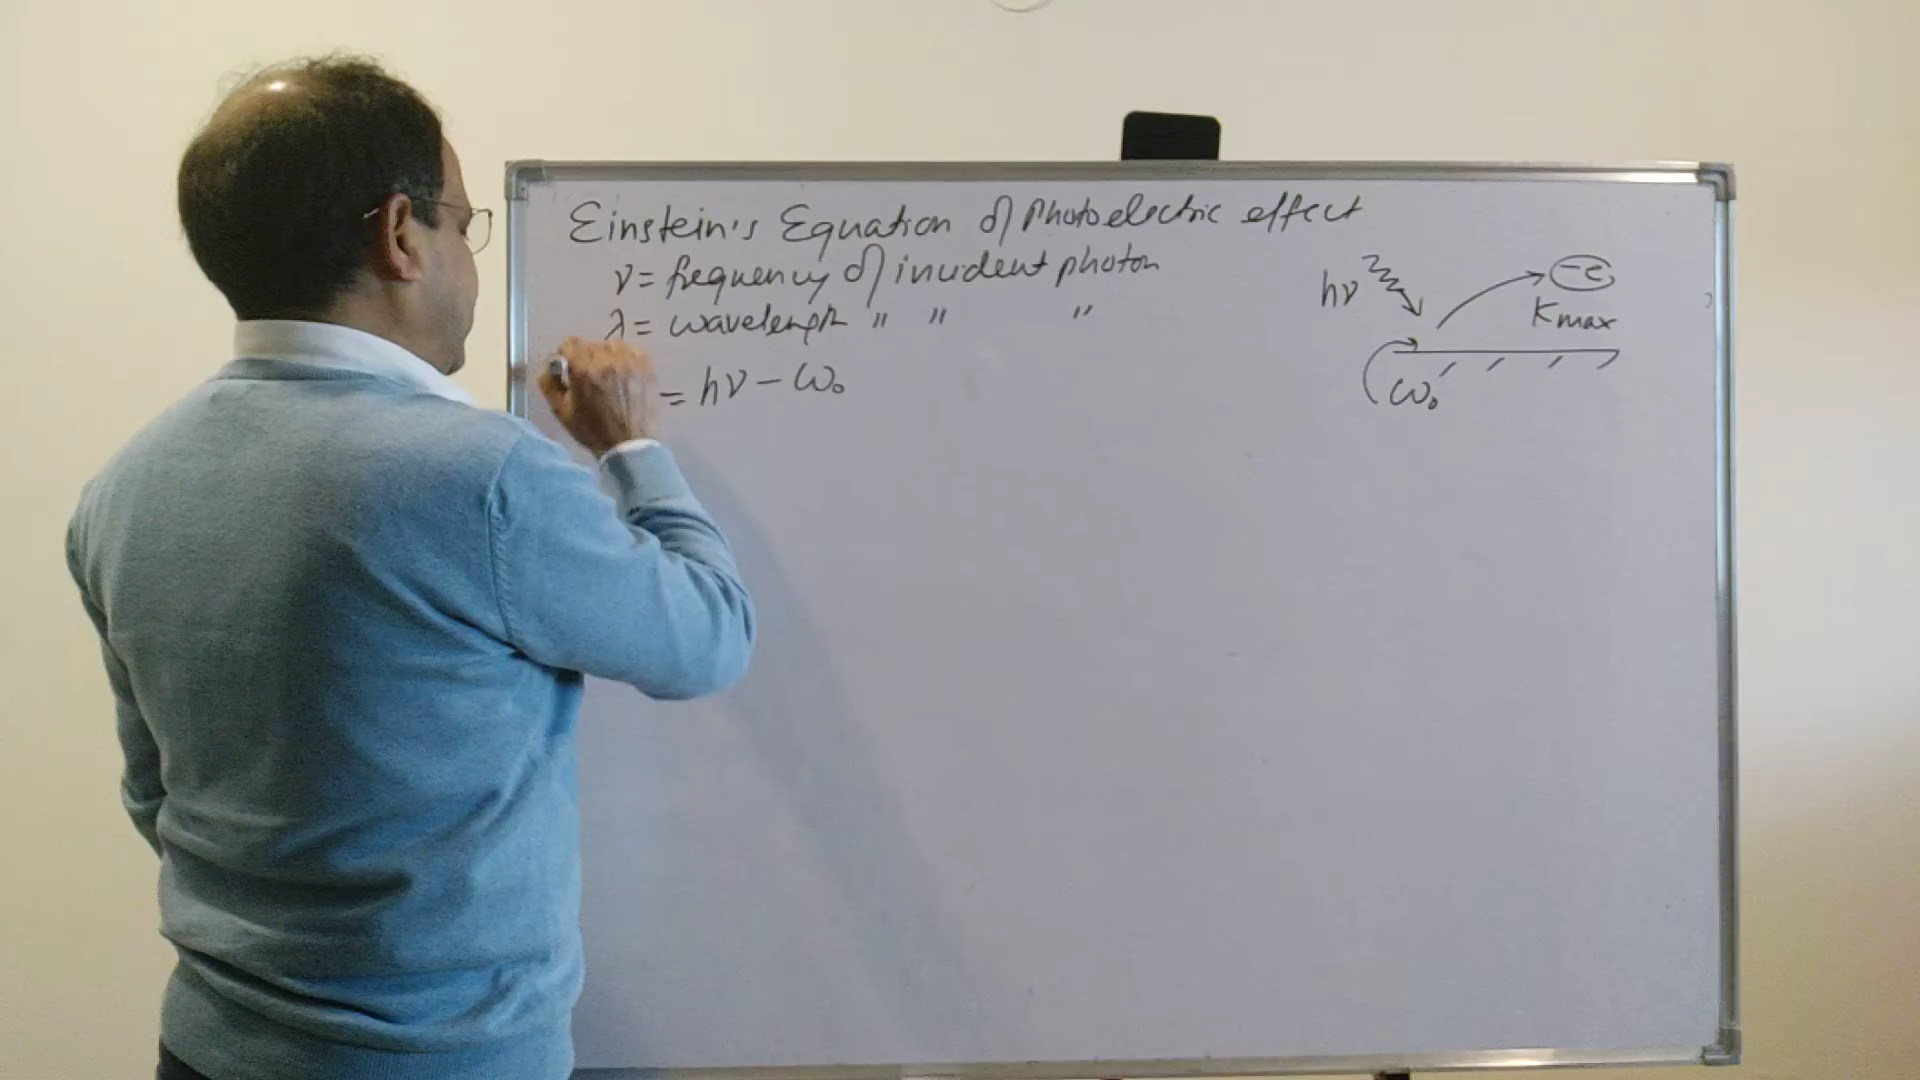 Einstein's Equation of Photoelectric effect
ν = frequency of incident photon
λ = wavelength " " "
= hν − ω₀
hν
-e
Kmax
ω₀